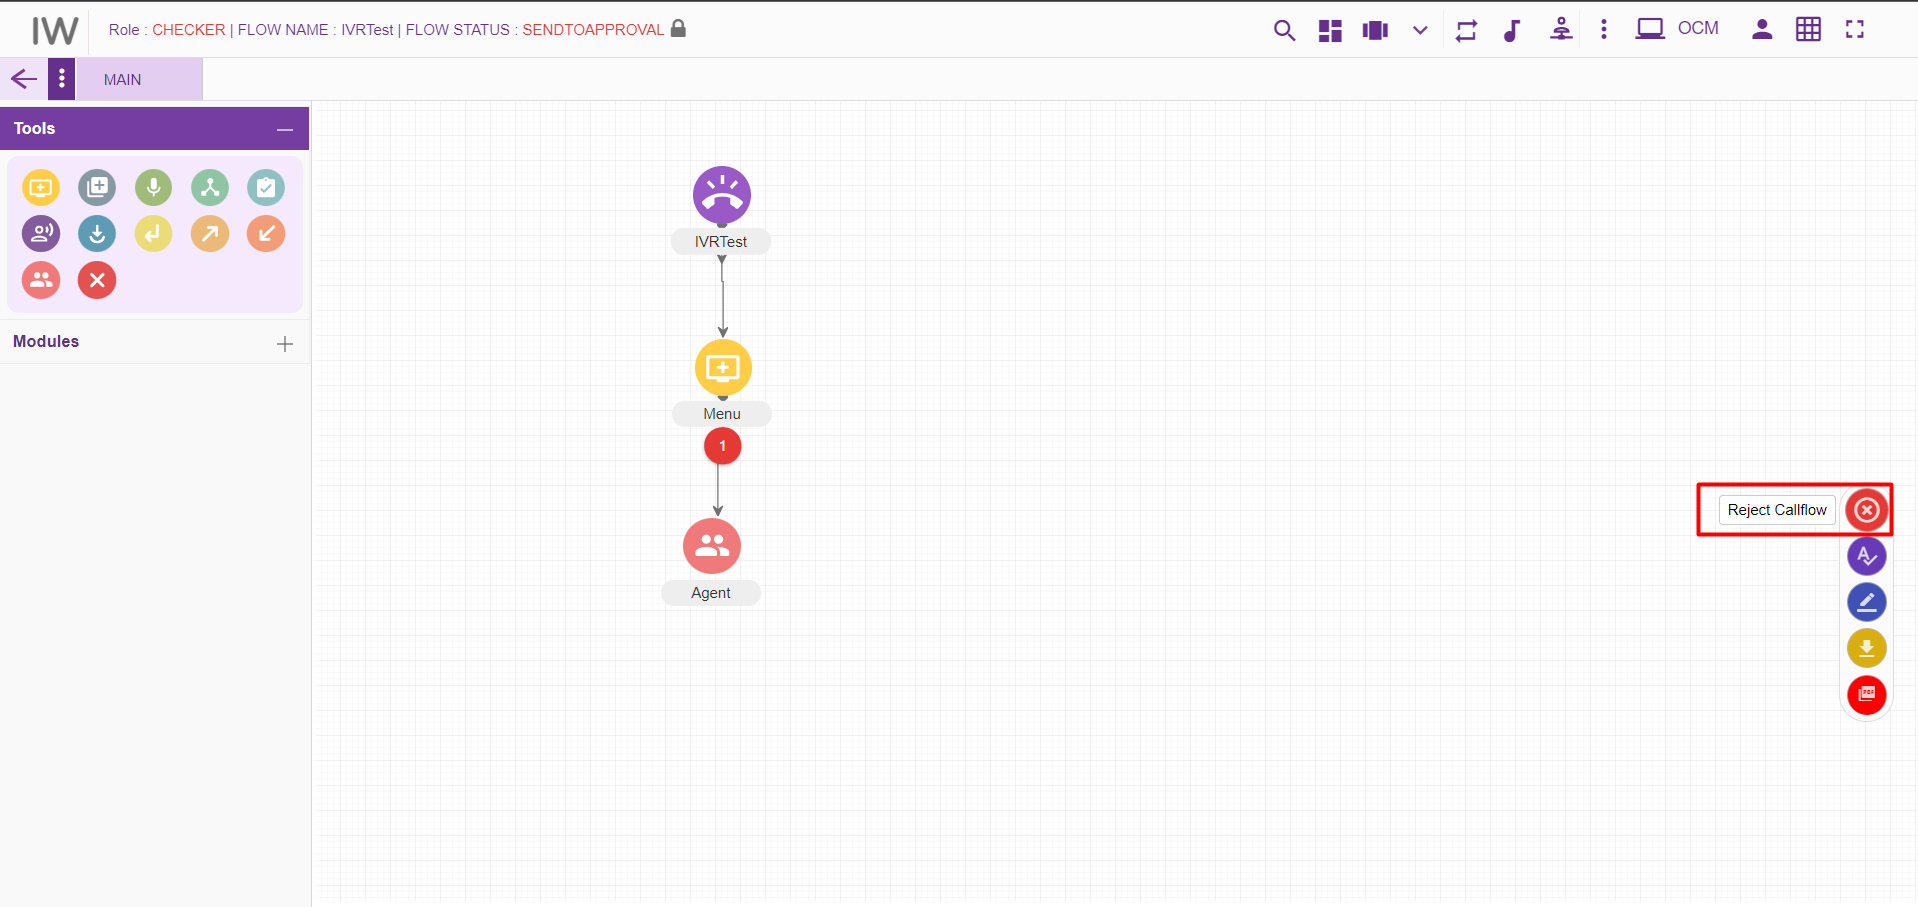 IW
Role : CHECKER | FLOW NAME : IVRTest | FLOW STATUS : SENDTOAPPROVAL
OCM
MAIN
Tools
Modules
IVRTest
Menu
1
Agent
Reject Callflow
A
PDF